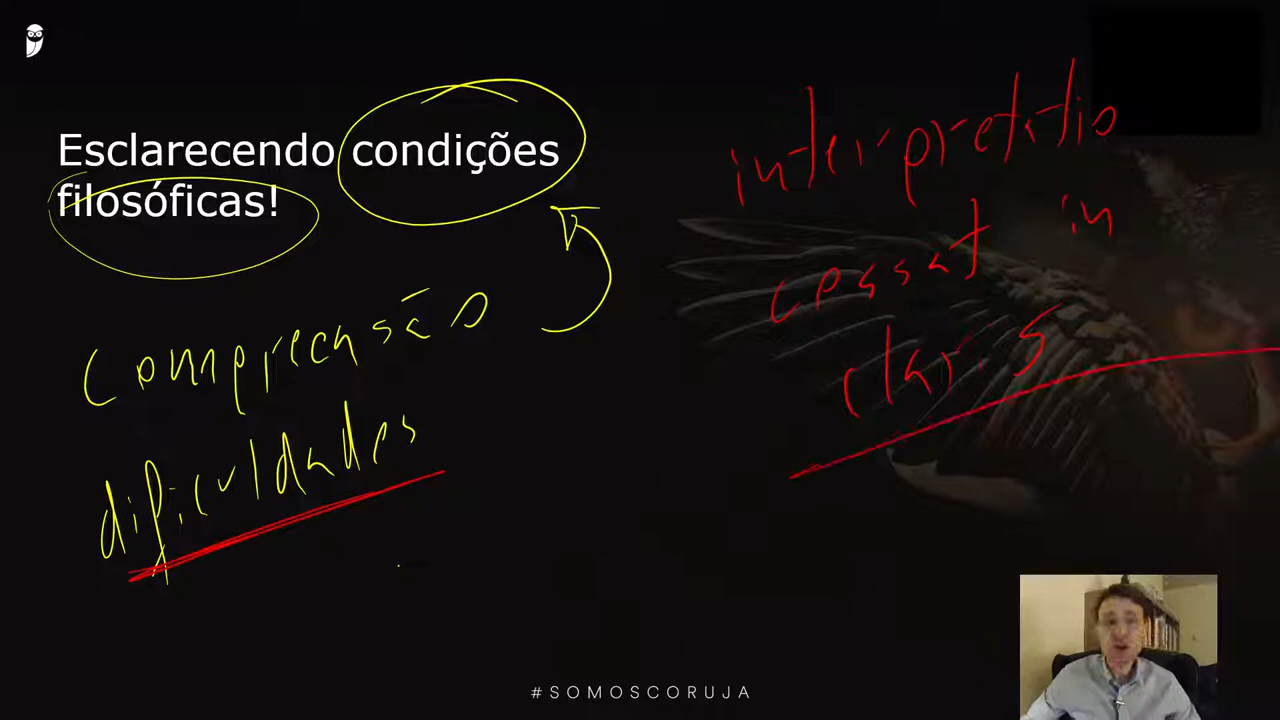 Esclarecendo condições
filosóficas!
compreensão
dificuldades
interpretatio
cessat in
claris
#SOMOSCORUJA